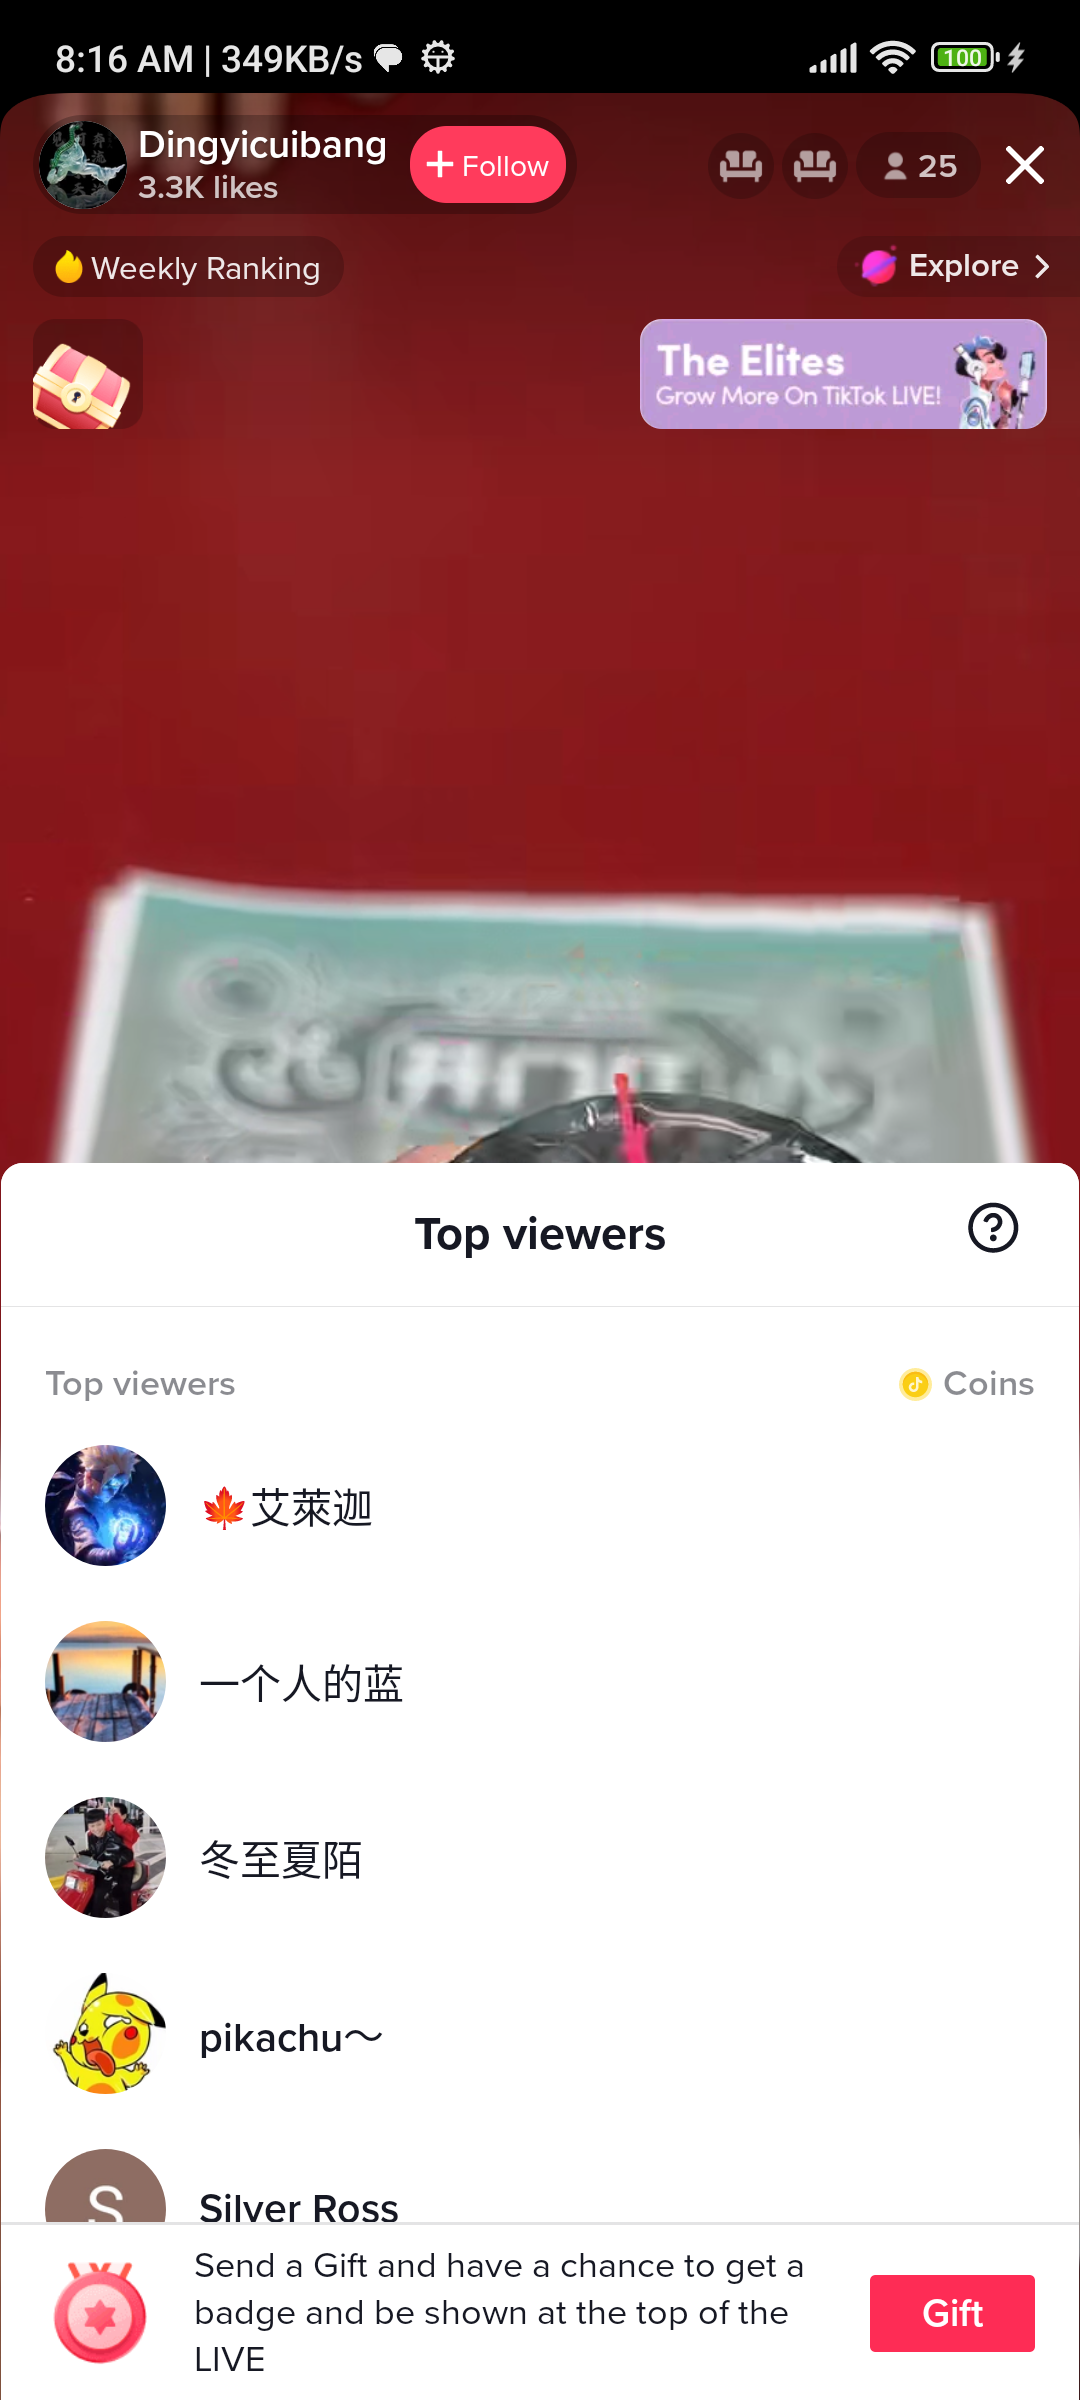 8:16 AM | 349KB/s
100
Dingyicuibang
3.3K likes
Follow
25
Weekly Ranking
Explore
The Elites
Grow More On TikTok LIVE!
Top viewers
Top viewers
Coins
🍁艾萊迦
一个人的蓝
冬至夏陌
pikachu～
S
Silver Ross
Send a Gift and have a chance to get a
badge and be shown at the top of the
LIVE
Gift